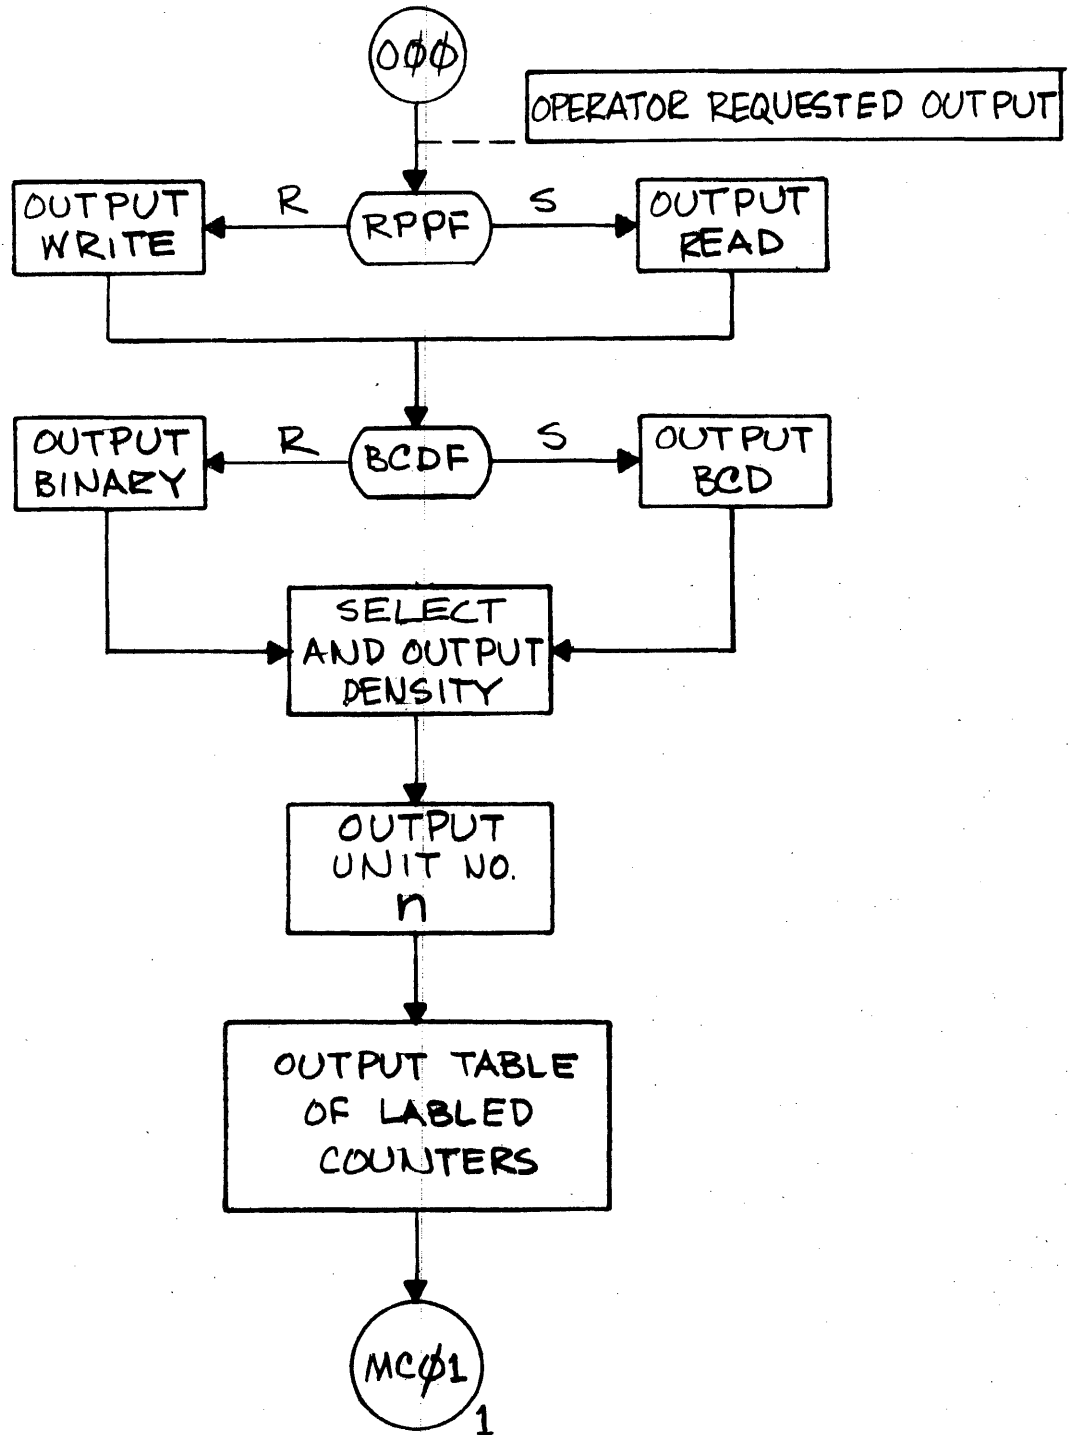 OØØ
OPERATOR REQUESTED OUTPUT
OUTPUT
WRITE
R
RPPF
S
OUTPUT
READ
OUTPUT
BINARY
R
BCDF
S
OUTPUT
BCD
SELECT
AND OUTPUT
DENSITY
OUTPUT
UNIT NO.
n
OUTPUT TABLE
OF LABLED
COUNTERS
MCØ1
1